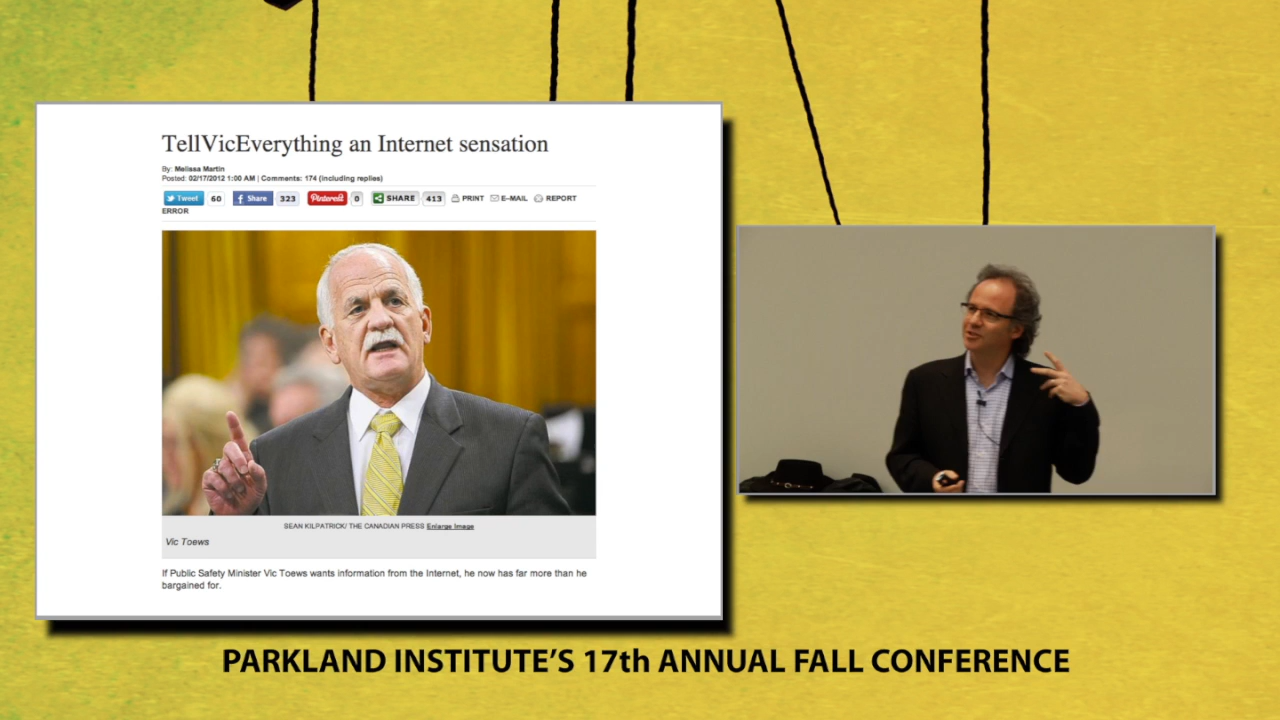 TellVicEverything an Internet sensation
By: Melissa Martin
Posted: 02/17/2012 1:00 AM | Comments: 174 (including replies)
Tweet 60 Share 323 Pinterest 0 SHARE 413 PRINT E-MAIL REPORT
ERROR
SEAN KILPATRICK/ THE CANADIAN PRESS Enlarge Image
Vic Toews
If Public Safety Minister Vic Toews wants information from the Internet, he now has far more than he
bargained for.
PARKLAND INSTITUTE'S 17th ANNUAL FALL CONFERENCE